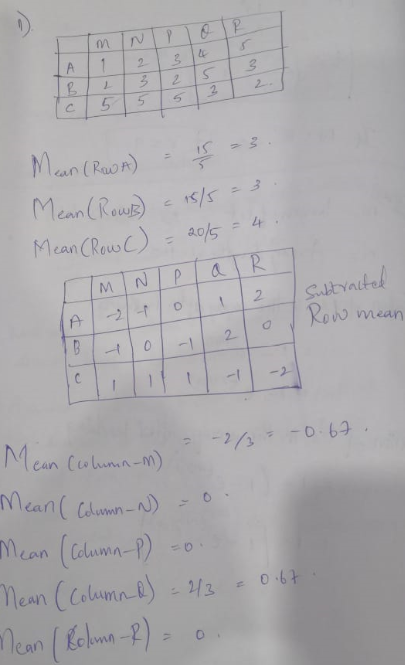 1).
M N P Q R
A 1 2 3 4 5
B 2 3 2 5 3
C 5 5 5 3 2
Mean(Row A) = 15/5 = 3.
Mean(Row B) = 15/5 = 3.
Mean(Row C) = 20/5 = 4.
M N P Q R
A -2 -1 0 1 2
B -1 0 -1 2 0
C 1 1 1 -1 -2
Subtracted
Row mean
Mean(column-M) = -2/3 = -0.67.
Mean(Column-N) = 0.
Mean(Column-P) = 0.
Mean(Column-Q) = 2/3 = 0.67.
Mean(Column-R) = 0.